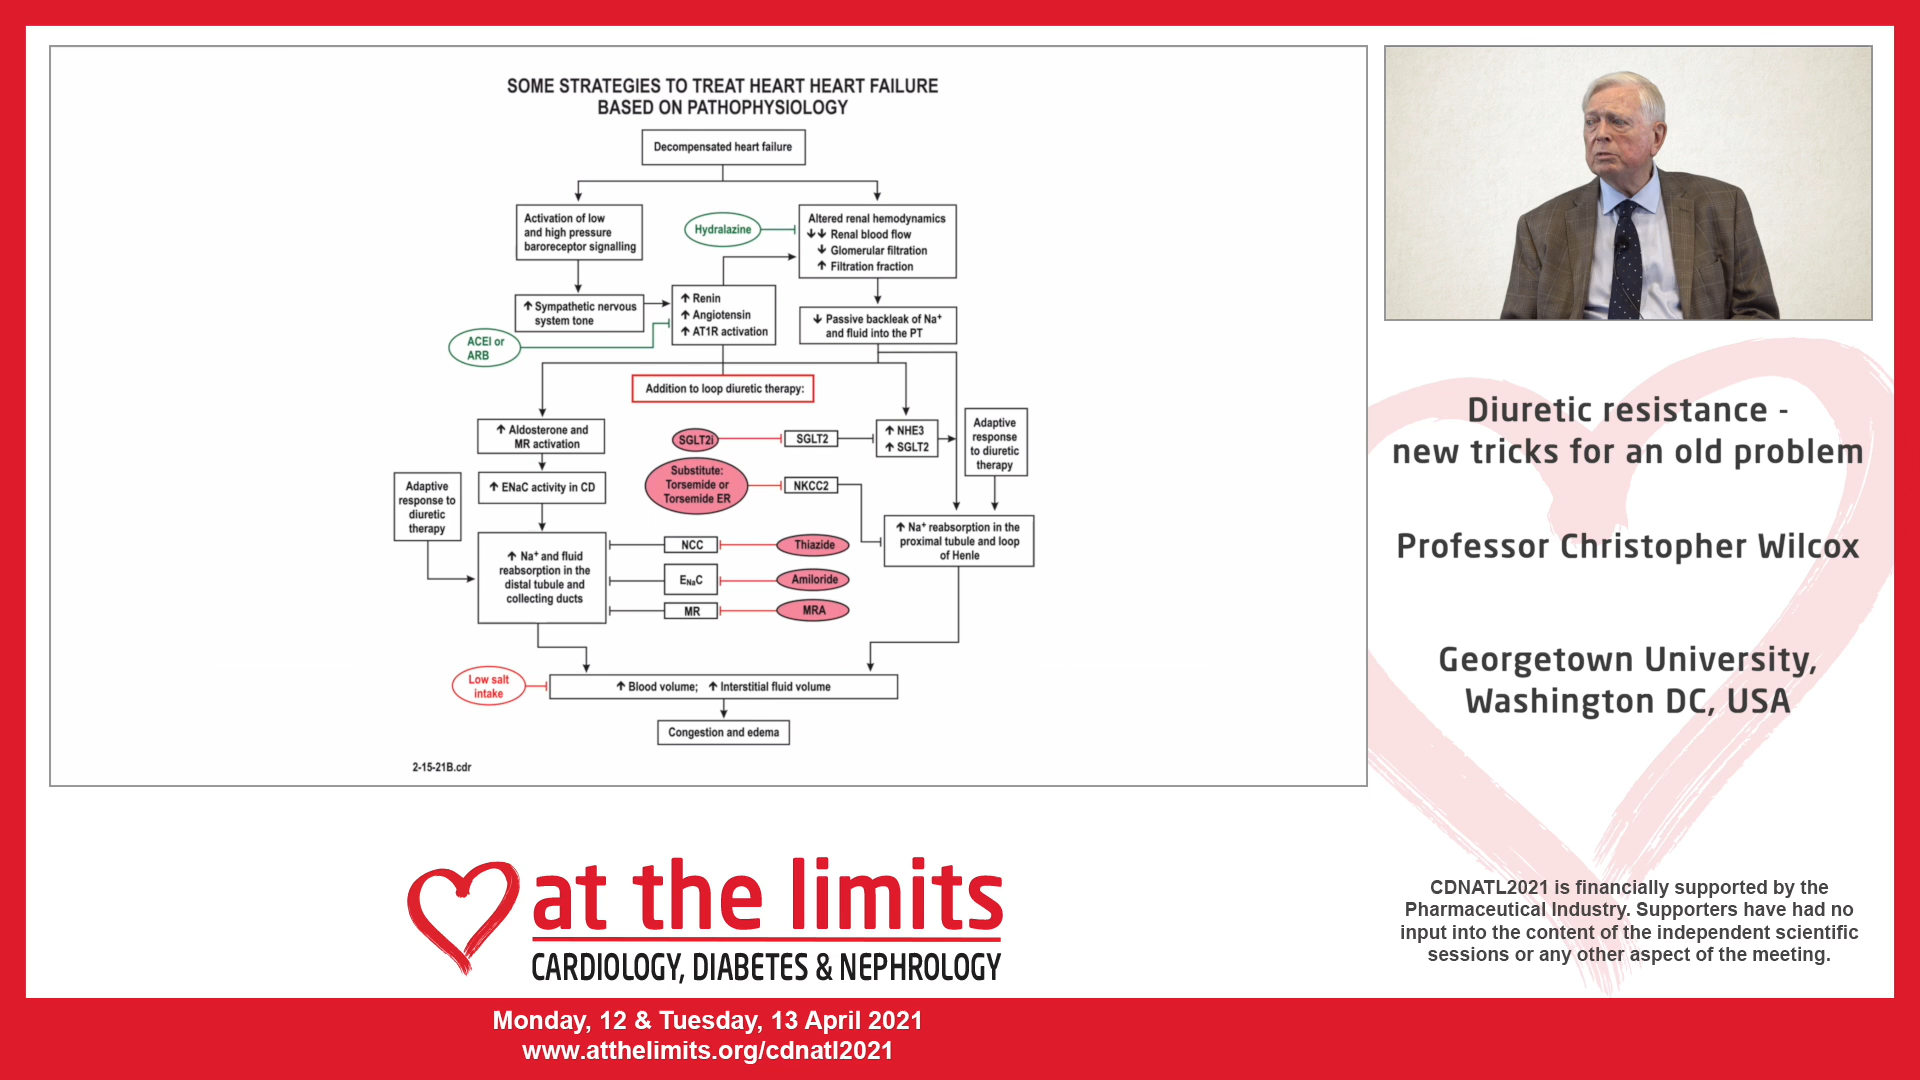 SOME STRATEGIES TO TREAT HEART HEART FAILURE
BASED ON PATHOPHYSIOLOGY
Decompensated heart failure
Activation of low
and high pressure
baroreceptor signalling
Hydralazine
Altered renal hemodynamics
↓↓ Renal blood flow
↓ Glomerular filtration
↑ Filtration fraction
↑ Sympathetic nervous
system tone
↑ Renin
↑ Angiotensin
↑ AT1R activation
↓ Passive backleak of Na⁺
and fluid into the PT
ACEI or
ARB
Addition to loop diuretic therapy:
↑ Aldosterone and
MR activation
SGLT2i
SGLT2
↑ NHE3
↑ SGLT2
Adaptive
response
to diuretic
therapy
Substitute:
Torsemide or
Torsemide ER
NKCC2
Adaptive
response to
diuretic
therapy
↑ ENaC activity in CD
↑ Na⁺ reabsorption in the
proximal tubule and loop
of Henle
↑ Na⁺ and fluid
reabsorption in the
distal tubule and
collecting ducts
NCC
Thiazide
ENaC
Amiloride
MR
MRA
Low salt
intake
↑ Blood volume; ↑ Interstitial fluid volume
Congestion and edema
2-15-21B.cdr
Diuretic resistance -
new tricks for an old problem
Professor Christopher Wilcox
Georgetown University,
Washington DC, USA
CDNATL2021 is financially supported by the
Pharmaceutical Industry. Supporters have had no
input into the content of the independent scientific
sessions or any other aspect of the meeting.
at the limits
CARDIOLOGY, DIABETES & NEPHROLOGY
Monday, 12 & Tuesday, 13 April 2021
www.atthelimits.org/cdnatl2021